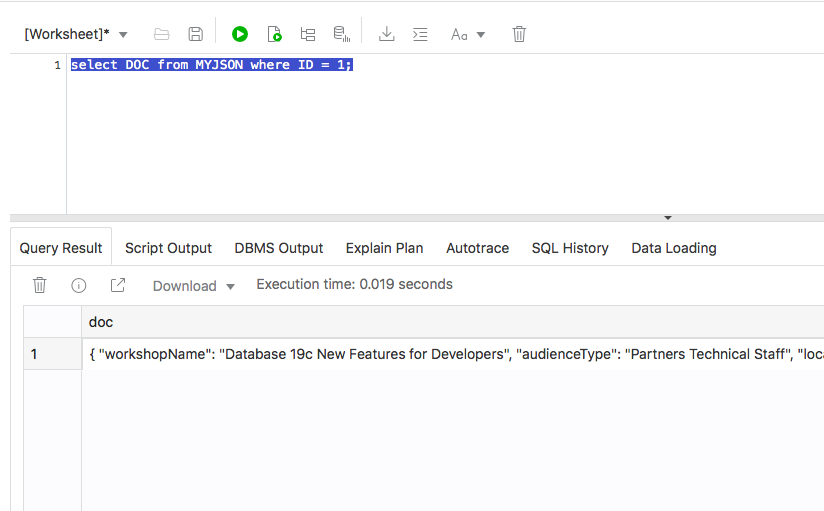 [Worksheet]* Aa
1 select DOC from MYJSON where ID = 1;
Query Result Script Output DBMS Output Explain Plan Autotrace SQL History Data Loading
Download Execution time: 0.019 seconds
doc
1 { "workshopName": "Database 19c New Features for Developers", "audienceType": "Partners Technical Staff", "loc